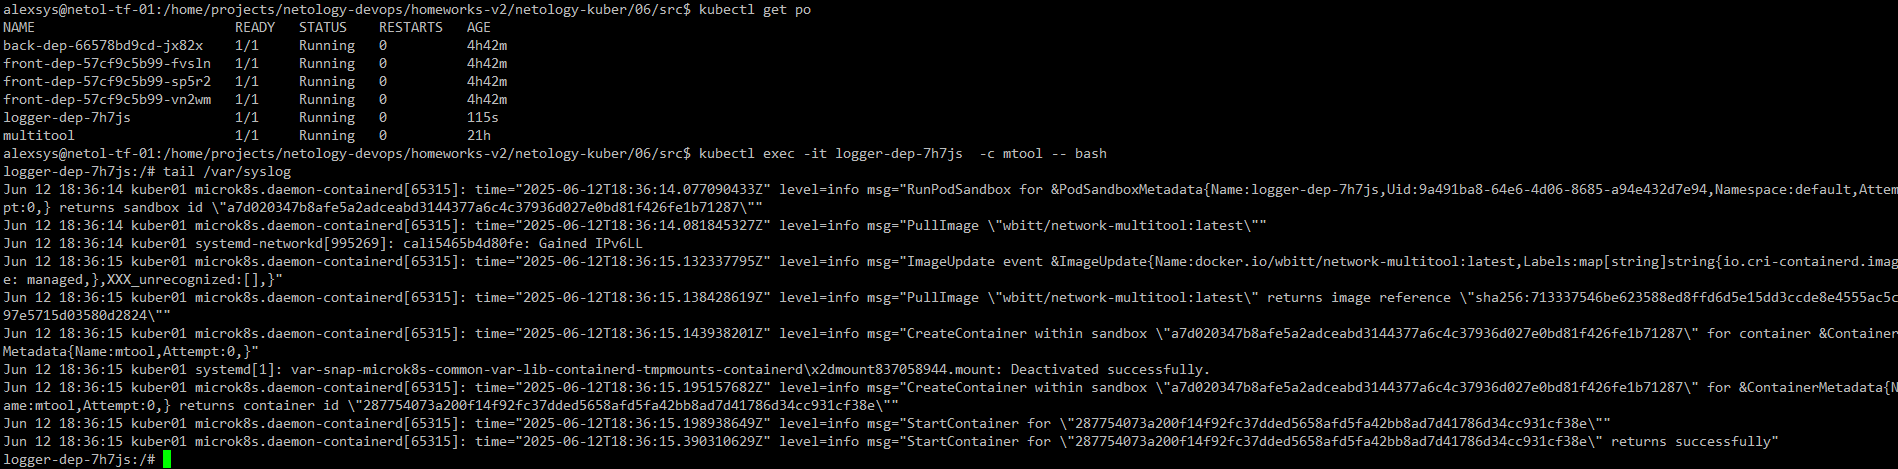 alexsys@netol-tf-01:/home/projects/netology-devops/homeworks-v2/netology-kuber/06/src$ kubectl get po
NAME                         READY   STATUS    RESTARTS   AGE
back-dep-66578bd9cd-jx82x    1/1     Running   0          4h42m
front-dep-57cf9c5b99-fvsln   1/1     Running   0          4h42m
front-dep-57cf9c5b99-sp5r2   1/1     Running   0          4h42m
front-dep-57cf9c5b99-vn2wm   1/1     Running   0          4h42m
logger-dep-7h7js             1/1     Running   0          115s
multitool                    1/1     Running   0          21h
alexsys@netol-tf-01:/home/projects/netology-devops/homeworks-v2/netology-kuber/06/src$ kubectl exec -it logger-dep-7h7js  -c mtool -- bash
logger-dep-7h7js:/# tail /var/syslog
Jun 12 18:36:14 kuber01 microk8s.daemon-containerd[65315]: time="2025-06-12T18:36:14.077090433Z" level=info msg="RunPodSandbox for &PodSandboxMetadata{Name:logger-dep-7h7js,Uid:9a491ba8-64e6-4d06-8685-a94e432d7e94,Namespace:default,Attem
pt:0,} returns sandbox id \"a7d020347b8afe5a2adceabd3144377a6c4c37936d027e0bd81f426fe1b71287\""
Jun 12 18:36:14 kuber01 microk8s.daemon-containerd[65315]: time="2025-06-12T18:36:14.081845327Z" level=info msg="PullImage \"wbitt/network-multitool:latest\""
Jun 12 18:36:14 kuber01 systemd-networkd[995269]: cali5465b4d80fe: Gained IPv6LL
Jun 12 18:36:15 kuber01 microk8s.daemon-containerd[65315]: time="2025-06-12T18:36:15.132337795Z" level=info msg="ImageUpdate event &ImageUpdate{Name:docker.io/wbitt/network-multitool:latest,Labels:map[string]string{io.cri-containerd.imag
e: managed,},XXX_unrecognized:[],}"
Jun 12 18:36:15 kuber01 microk8s.daemon-containerd[65315]: time="2025-06-12T18:36:15.138428619Z" level=info msg="PullImage \"wbitt/network-multitool:latest\" returns image reference \"sha256:713337546be623588ed8ffd6d5e15dd3ccde8e4555ac5c
97e5715d03580d2824\""
Jun 12 18:36:15 kuber01 microk8s.daemon-containerd[65315]: time="2025-06-12T18:36:15.143938201Z" level=info msg="CreateContainer within sandbox \"a7d020347b8afe5a2adceabd3144377a6c4c37936d027e0bd81f426fe1b71287\" for container &Container
Metadata{Name:mtool,Attempt:0,}"
Jun 12 18:36:15 kuber01 systemd[1]: var-snap-microk8s-common-var-lib-containerd-tmpmounts-containerd\x2dmount837058944.mount: Deactivated successfully.
Jun 12 18:36:15 kuber01 microk8s.daemon-containerd[65315]: time="2025-06-12T18:36:15.195157682Z" level=info msg="CreateContainer within sandbox \"a7d020347b8afe5a2adceabd3144377a6c4c37936d027e0bd81f426fe1b71287\" for &ContainerMetadata{N
ame:mtool,Attempt:0,} returns container id \"287754073a200f14f92fc37dded5658afd5fa42bb8ad7d41786d34cc931cf38e\""
Jun 12 18:36:15 kuber01 microk8s.daemon-containerd[65315]: time="2025-06-12T18:36:15.198938649Z" level=info msg="StartContainer for \"287754073a200f14f92fc37dded5658afd5fa42bb8ad7d41786d34cc931cf38e\""
Jun 12 18:36:15 kuber01 microk8s.daemon-containerd[65315]: time="2025-06-12T18:36:15.390310629Z" level=info msg="StartContainer for \"287754073a200f14f92fc37dded5658afd5fa42bb8ad7d41786d34cc931cf38e\" returns successfully"
logger-dep-7h7js:/#